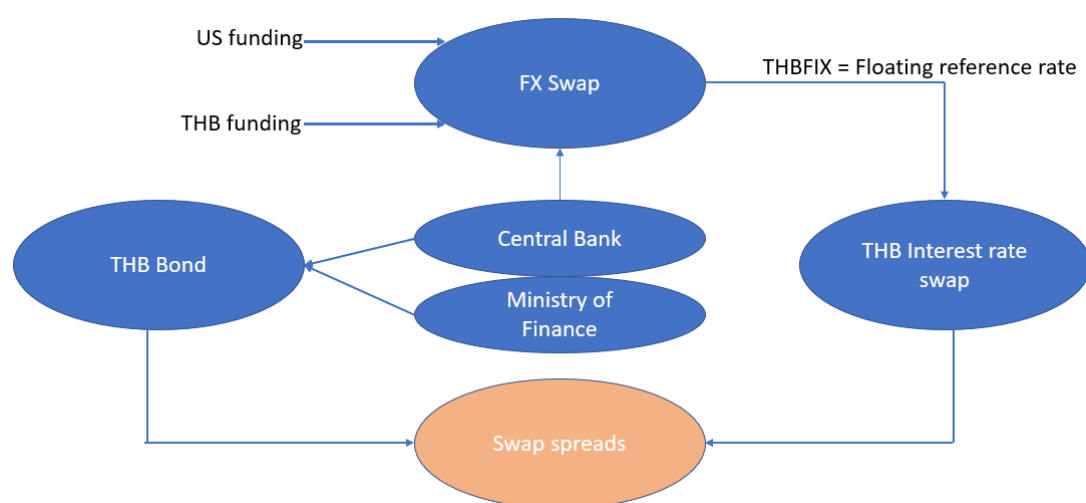 US funding
FX Swap
THBFIX = Floating reference rate
THB funding
THB Bond
Central Bank
THB Interest rate
swap
Ministry of
Finance
Swap spreads